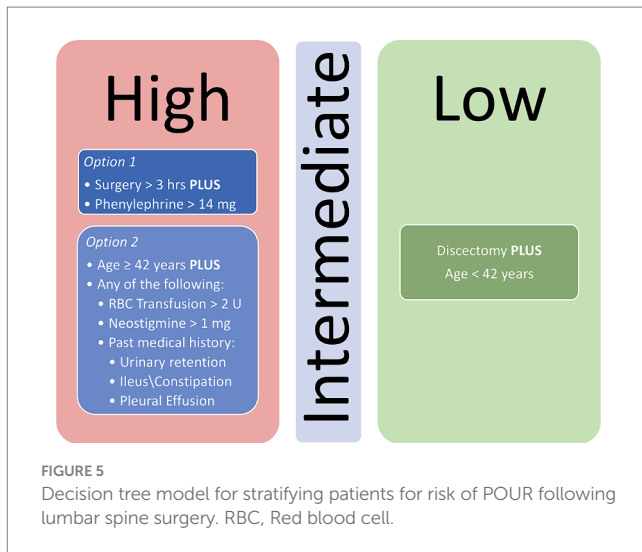 High
Option 1
• Surgery > 3 hrs PLUS
• Phenylephrine > 14 mg
Option 2
• Age ≥ 42 years PLUS
• Any of the following:
• RBC Transfusion > 2 U
• Neostigmine > 1 mg
• Past medical history:
• Urinary retention
• Ileus\Constipation
• Pleural Effusion
Intermediate
Low
Discectomy PLUS
Age < 42 years
FIGURE 5
Decision tree model for stratifying patients for risk of POUR following
lumbar spine surgery. RBC, Red blood cell.